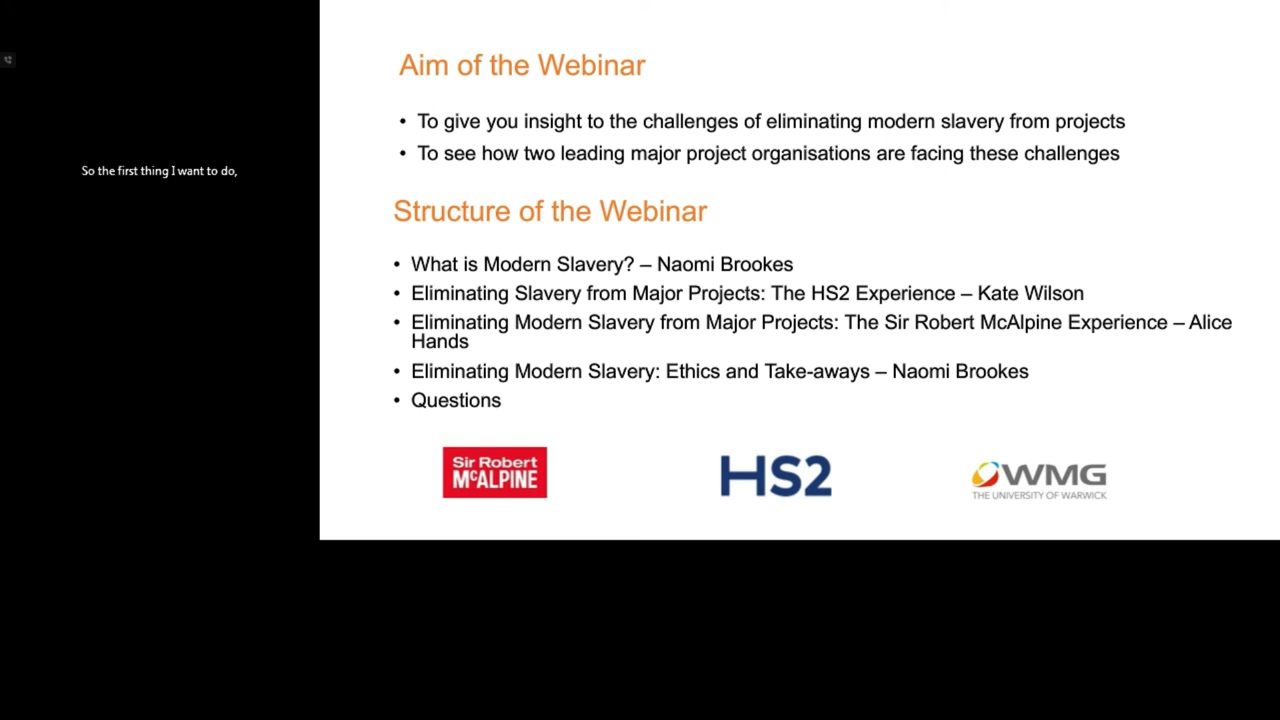 So the first thing I want to do,
Aim of the Webinar
• To give you insight to the challenges of eliminating modern slavery from projects
• To see how two leading major project organisations are facing these challenges
Structure of the Webinar
• What is Modern Slavery? – Naomi Brookes
• Eliminating Slavery from Major Projects: The HS2 Experience – Kate Wilson
• Eliminating Modern Slavery from Major Projects: The Sir Robert McAlpine Experience – Alice
Hands
• Eliminating Modern Slavery: Ethics and Take-aways – Naomi Brookes
• Questions
Sir Robert
McALPINE
HS2
WMG
THE UNIVERSITY OF WARWICK